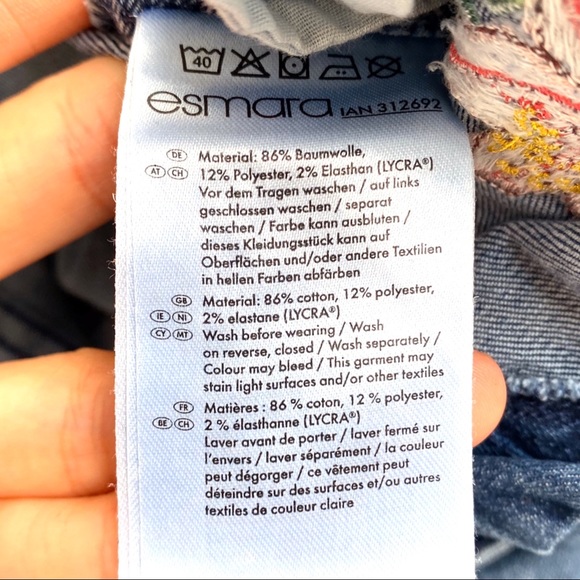 40
esmara IAN 312692
DE Material: 86% Baumwolle,
AT CH 12% Polyester, 2% Elasthan (LYCRA®)
Vor dem Tragen waschen / auf links
geschlossen waschen / separat
waschen / Farbe kann ausbluten /
dieses Kleidungsstück kann auf
Oberflächen und/oder andere Textilien
in hellen Farben abfärben
GB Material: 86% cotton, 12% polyester,
IE NI 2% elastane (LYCRA®)
CY MT Wash before wearing / Wash
on reverse, closed / Wash separately /
Colour may bleed / This garment may
stain light surfaces and/or other textiles
FR Matières : 86 % coton, 12 % polyester,
BE CH 2 % élasthanne (LYCRA®)
Laver avant de porter / laver fermé sur
l'envers / laver séparément / la couleur
peut dégorger / ce vêtement peut
déteindre sur des surfaces et/ou autres
textiles de couleur claire